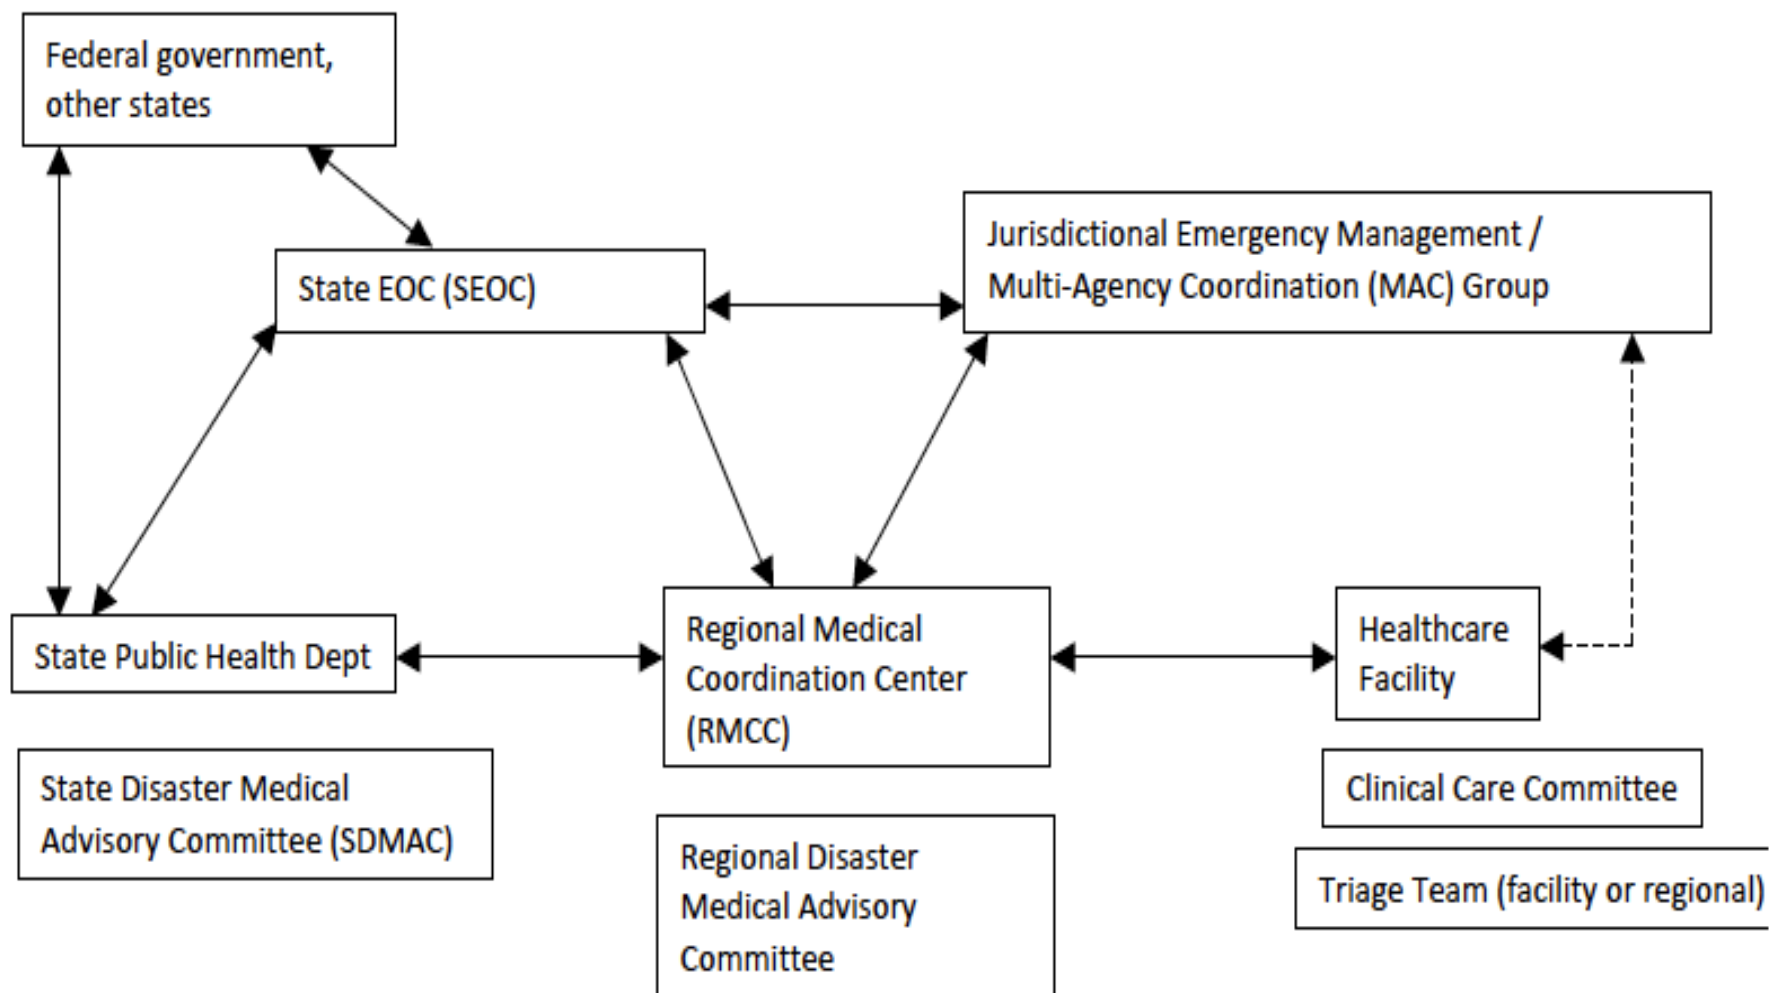 Federal government,
other states
State EOC (SEOC)
Jurisdictional Emergency Management /
Multi-Agency Coordination (MAC) Group
State Public Health Dept
Regional Medical
Coordination Center
(RMCC)
Healthcare
Facility
State Disaster Medical
Advisory Committee (SDMAC)
Regional Disaster
Medical Advisory
Committee
Clinical Care Committee
Triage Team (facility or regional)